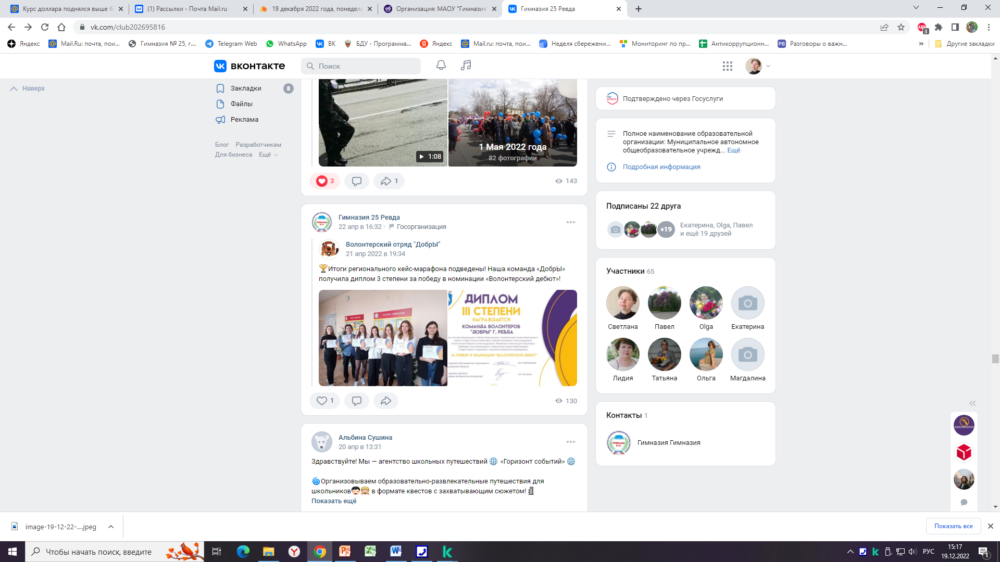 Курс доллара поднялся выше 6
(1) Рассылки - Почта Mail.ru
19 декабря 2022 года, понедель
Организация: МАОУ "Гимназия
Гимназия 25 Ревда
vk.com/club202695816
Яндекс
Mail.Ru: почта, пои...
Гимназия № 25, г....
Telegram Web
WhatsApp
ВК
БДУ - Программа...
Яндекс
Mail.ru: почта, пои...
Неделя сбережени...
Мониторинг по пр...
Антикоррупционн...
Разговоры о важн...
Другие закладки
вконтакте
Поиск
Наверх
Закладки 8
Файлы
Реклама
Блог Разработчикам
Для бизнеса Ещё
1:08
1 Мая 2022 года
82 фотографии
3
1
143
Гимназия 25 Ревда
22 апр в 16:32 · Госорганизация
Волонтерский отряд "ДобрЫ"
21 апр 2022 в 19:34
Итоги регионального кейс-марафона подведены! Наша команда «ДобрЫ»
получила диплом 3 степени за победу в номинации «Волонтерский дебют»!
ДИПЛОМ
III СТЕПЕНИ
НАГРАЖДАЕТСЯ
КОМАНДА ВОЛОНТЕРОВ
"ДОБРЫ" Г. РЕВДА
ЗА ПОБЕДУ В НОМИНАЦИИ "ВОЛОНТЕРСКИЙ ДЕБЮТ"
1
130
Альбина Сушина
20 апр в 13:31
Здравствуйте! Мы — агентство школьных путешествий «Горизонт событий»
Организовываем образовательно-развлекательные путешествия для
школьников в формате квестов с захватывающим сюжетом!
Показать ещё
Подтверждено через Госуслуги
Полное наименование образовательной
организации: Муниципальное автономное
общеобразовательное учрежд... Ещё
Подробная информация
Подписаны 22 друга
+19
Екатерина, Olga, Павел
и ещё 19 друзей
Участники 65
Светлана Павел Olga Екатерина
Лидия Татьяна Ольга Магдалина
Контакты 1
Гимназия Гимназия
image-19-12-22-....jpeg
Показать все
Чтобы начать поиск, введите
РУС
15:17
19.12.2022
1